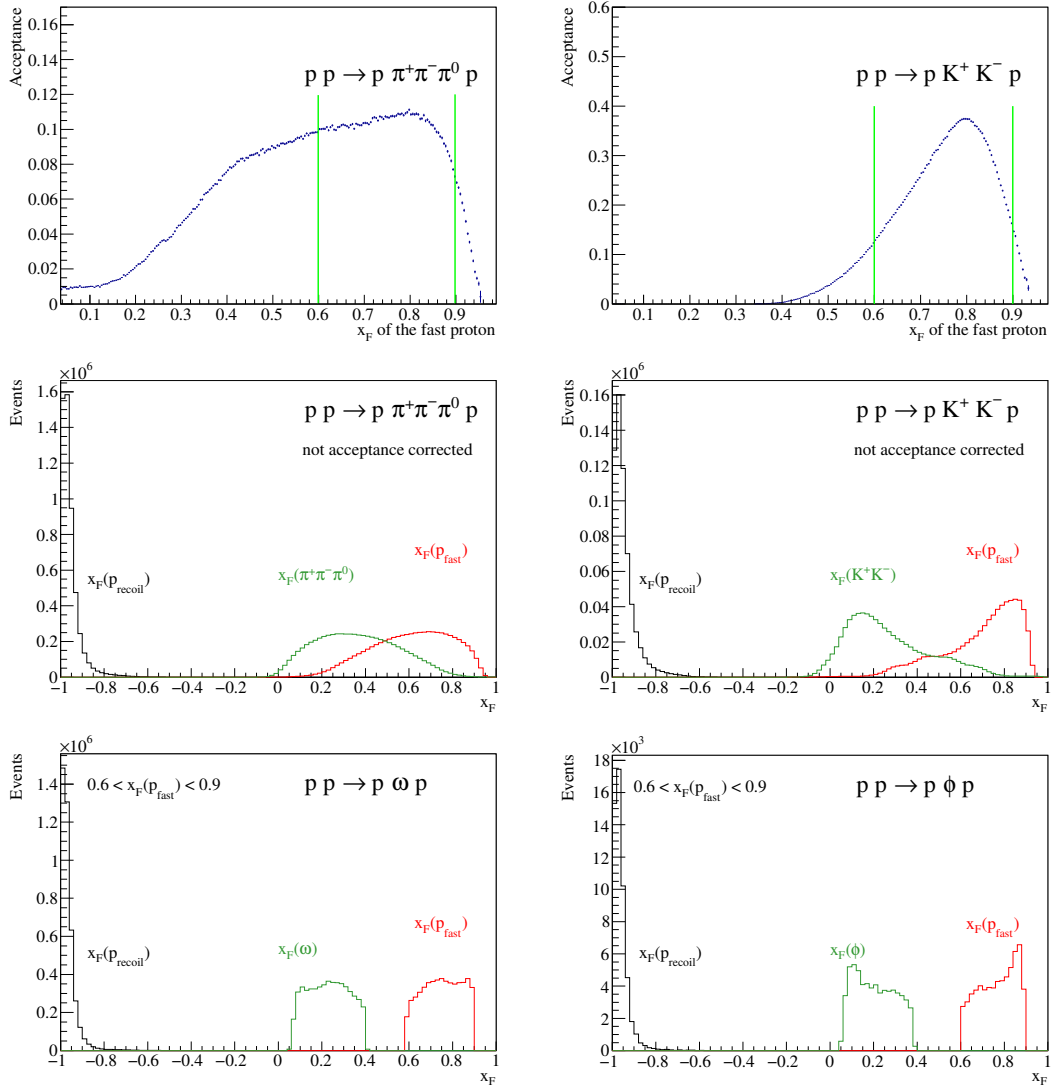 Acceptance
0.16
0.14
0.12
0.1
0.08
0.06
0.04
0.02
0
p p → p π⁺π⁻π⁰ p
0.1 0.2 0.3 0.4 0.5 0.6 0.7 0.8 0.9
x_F of the fast proton
Acceptance
0.6
0.5
0.4
0.3
0.2
0.1
0
p p → p K⁺ K⁻ p
0.1 0.2 0.3 0.4 0.5 0.6 0.7 0.8 0.9
x_F of the fast proton
×10⁶
Events
1.6
1.4
1.2
1
0.8
0.6
0.4
0.2
0
p p → p π⁺π⁻π⁰ p
not acceptance corrected
x_F(p_fast)
x_F(p_recoil)
x_F(π⁺π⁻π⁰)
−1 −0.8 −0.6 −0.4 −0.2 0 0.2 0.4 0.6 0.8 1
x_F
×10⁶
Events
0.16
0.14
0.12
0.1
0.08
0.06
0.04
0.02
0
p p → p K⁺ K⁻ p
not acceptance corrected
x_F(p_fast)
x_F(p_recoil)
x_F(K⁺K⁻)
−1 −0.8 −0.6 −0.4 −0.2 0 0.2 0.4 0.6 0.8 1
x_F
×10⁶
Events
1.4
1.2
1
0.8
0.6
0.4
0.2
0
0.6 < x_F(p_fast) < 0.9
p p → p ω p
x_F(p_fast)
x_F(p_recoil)
x_F(ω)
−1 −0.8 −0.6 −0.4 −0.2 0 0.2 0.4 0.6 0.8 1
x_F
×10³
Events
18
16
14
12
10
8
6
4
2
0
0.6 < x_F(p_fast) < 0.9
p p → p ϕ p
x_F(p_fast)
x_F(p_recoil)
x_F(ϕ)
−1 −0.8 −0.6 −0.4 −0.2 0 0.2 0.4 0.6 0.8 1
x_F